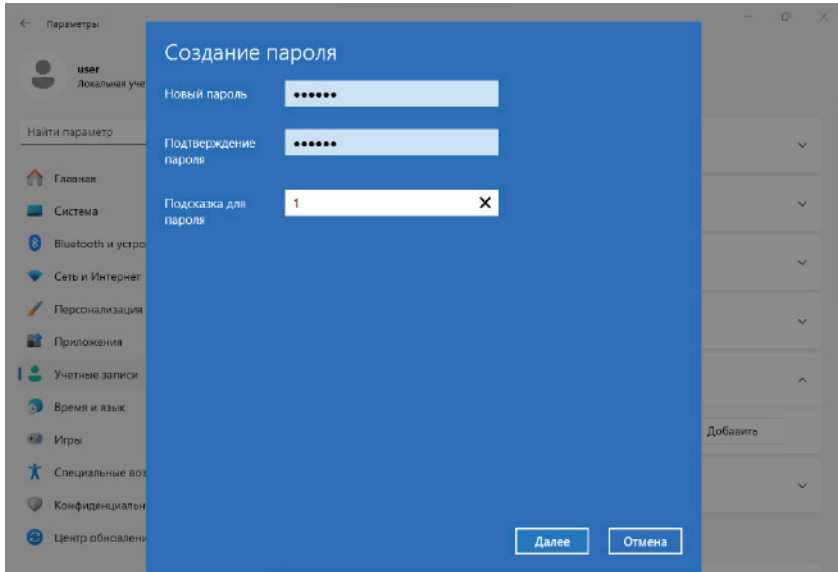 Параметры
user
Локальная уче
Найти параметр
Главная
Система
Bluetooth и устро
Сеть и Интернет
Персонализация
Приложения
Учетные записи
Время и язык
Игры
Специальные воз
Конфиденциальн
Центр обновлени
Создание пароля
Новый пароль
••••••
Подтверждение
пароля
••••••
Подсказка для
пароля
1
Далее
Отмена
Добавить